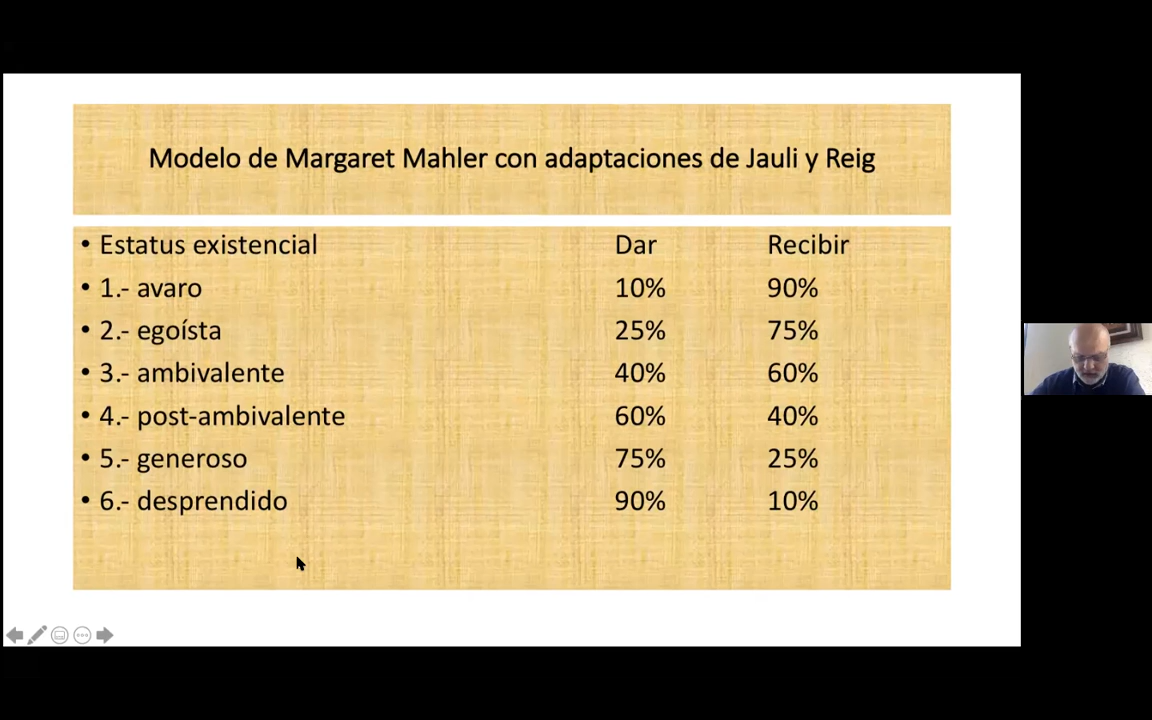 Modelo de Margaret Mahler con adaptaciones de Jauli y Reig
• Estatus existencial Dar Recibir
• 1.- avaro 10% 90%
• 2.- egoísta 25% 75%
• 3.- ambivalente 40% 60%
• 4.- post-ambivalente 60% 40%
• 5.- generoso 75% 25%
• 6.- desprendido 90% 10%